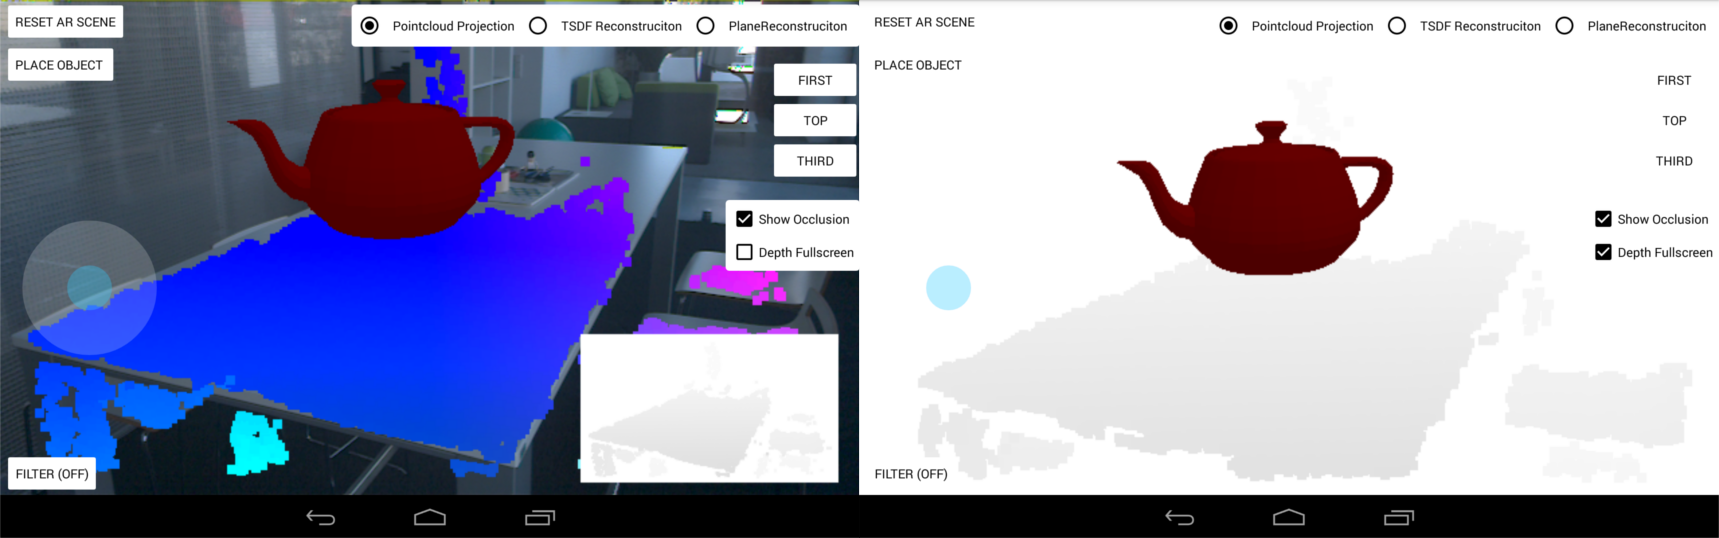 RESET AR SCENE
Pointcloud Projection TSDF Reconstruciton PlaneReconstruciton
PLACE OBJECT
FIRST
TOP
THIRD
Show Occlusion
Depth Fullscreen
FILTER (OFF)
RESET AR SCENE
Pointcloud Projection TSDF Reconstruciton PlaneReconstruciton
PLACE OBJECT
FIRST
TOP
THIRD
Show Occlusion
Depth Fullscreen
FILTER (OFF)